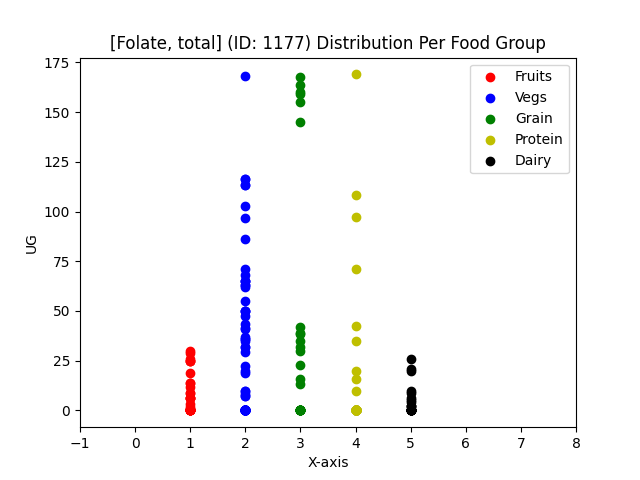 [Folate, total] (ID: 1177) Distribution Per Food Group
175
150
125
100
75
50
25
0
UG
−1 0 1 2 3 4 5 6 7 8
X-axis
Fruits
Vegs
Grain
Protein
Dairy